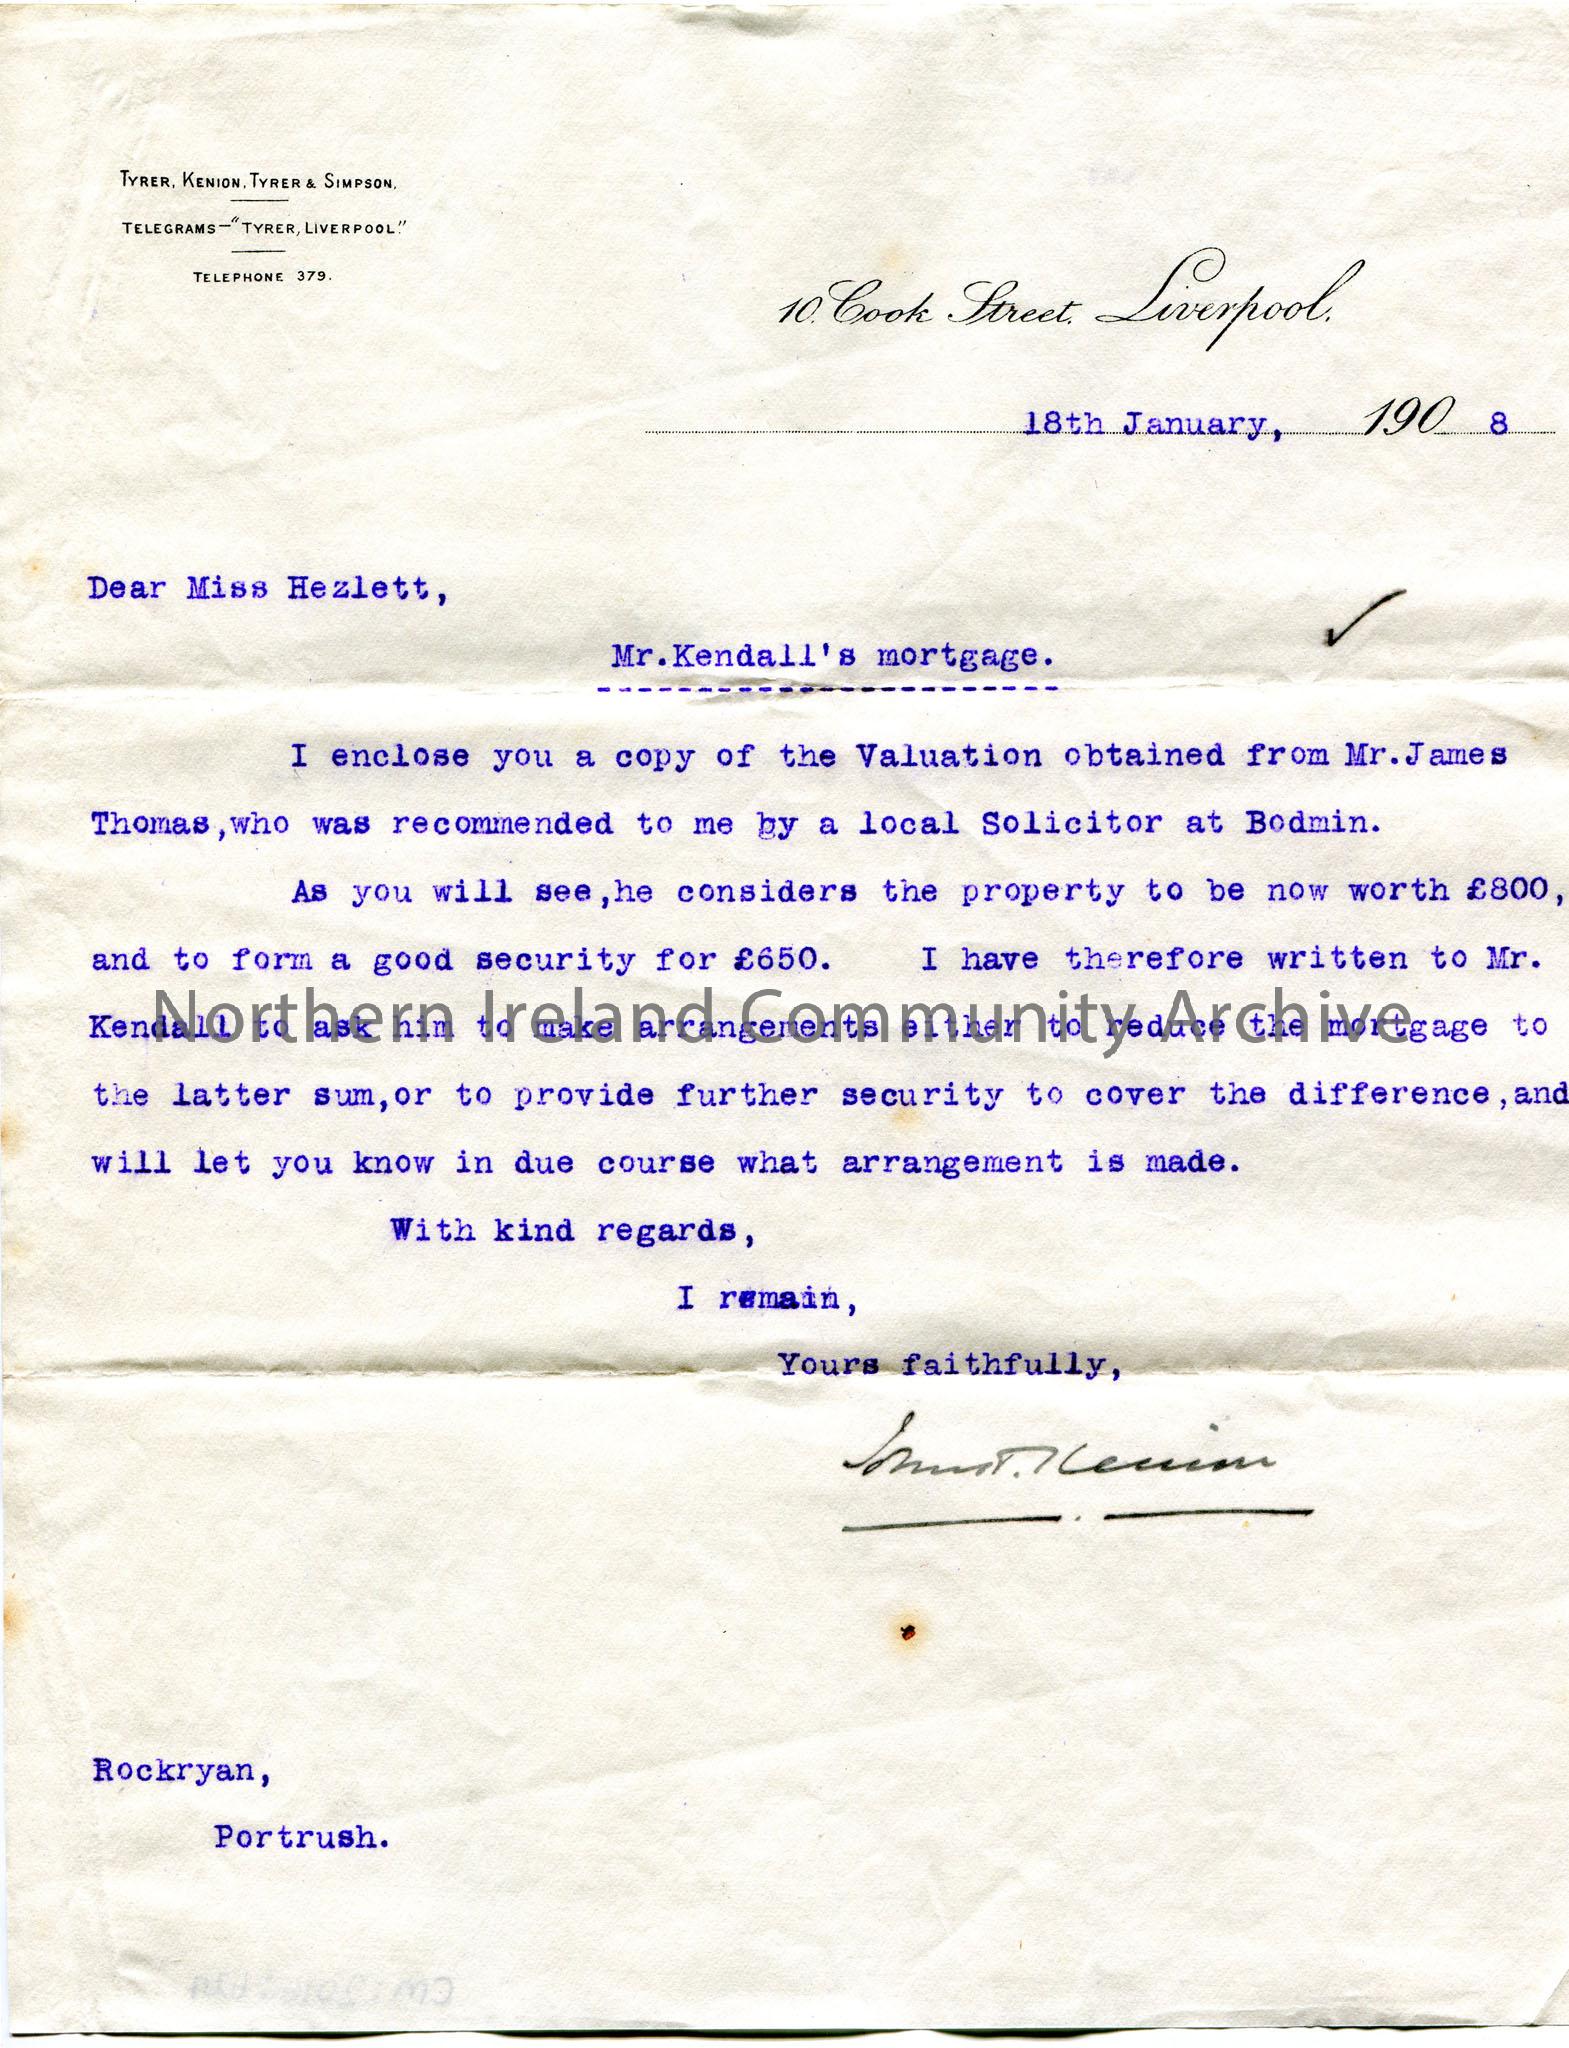 TYRER, KENION, TYRER & SIMPSON.
TELEGRAMS—"TYRER, LIVERPOOL."
TELEPHONE 379.
10. Cook Street. Liverpool.
18th January, 190 8
Dear Miss Hezlett,
Mr.Kendall's mortgage.
I enclose you a copy of the Valuation obtained from Mr.James
Thomas,who was recommended to me by a local Solicitor at Bodmin.
As you will see,he considers the property to be now worth £800,
and to form a good security for £650. I have therefore written to Mr.
Northern Ireland Community Archive
Kendall to ask him to make arrangements either to reduce the mortgage to
the latter sum,or to provide further security to cover the difference,and
will let you know in due course what arrangement is made.
With kind regards,
I remain,
Yours faithfully,
Kenion
Rockryan,
Portrush.